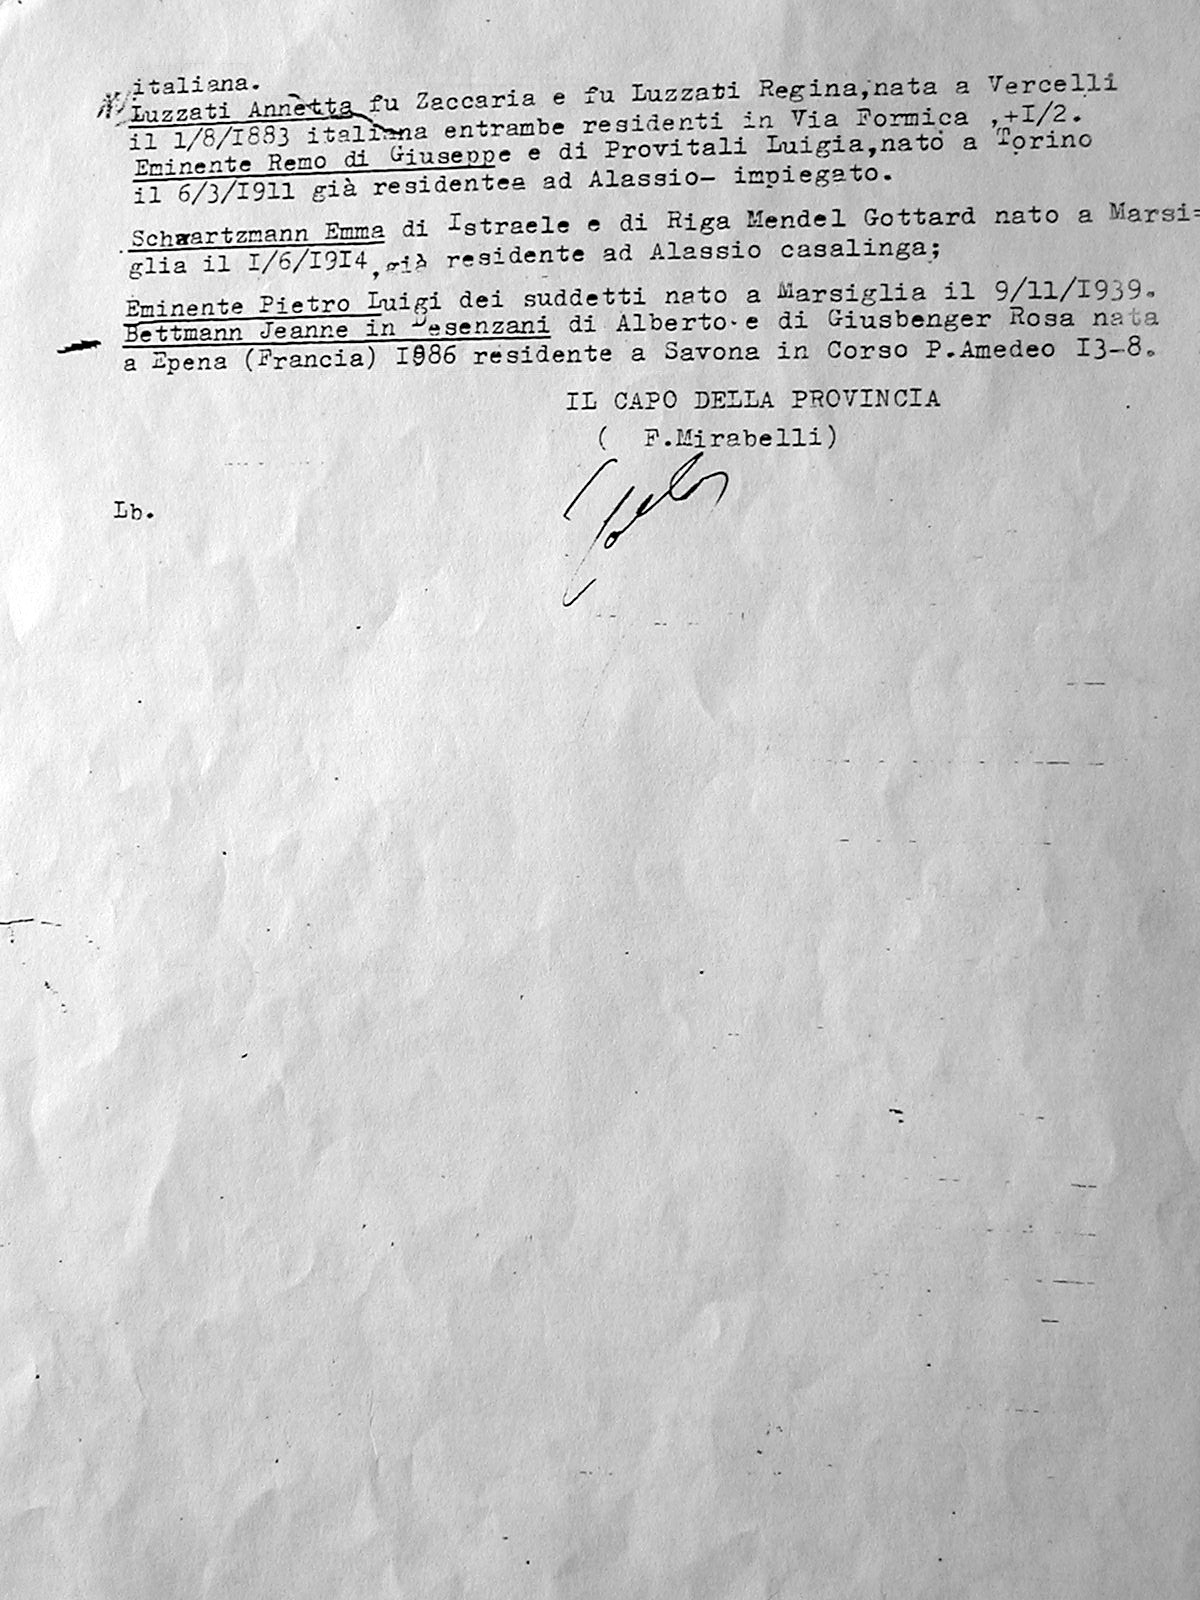 italiana.
Luzzati Annetta fu Zaccaria e fu Luzzati Regina,nata a Vercelli
il 1/8/I883 italiana entrambe residenti in Via Formica ,+I/2.
Eminente Remo di Giuseppe e di Provitali Luigia,nato a Torino
il 6/3/I911 già residentea ad Alassio- impiegato.
Schwartzmann Emma di Istraele e di Riga Mendel Gottard nato a Marsi=
glia il I/6/I9I4,già residente ad Alassio casalinga;
Eminente Pietro Luigi dei suddetti nato a Marsiglia il 9/11/I939.
Bettmann Jeanne in Desenzani di Alberto e di Giusbenger Rosa nata
a Epena (Francia) I986 residente a Savona in Corso P.Amedeo I3-8.
IL CAPO DELLA PROVINCIA
( F.Mirabelli)
Lb.